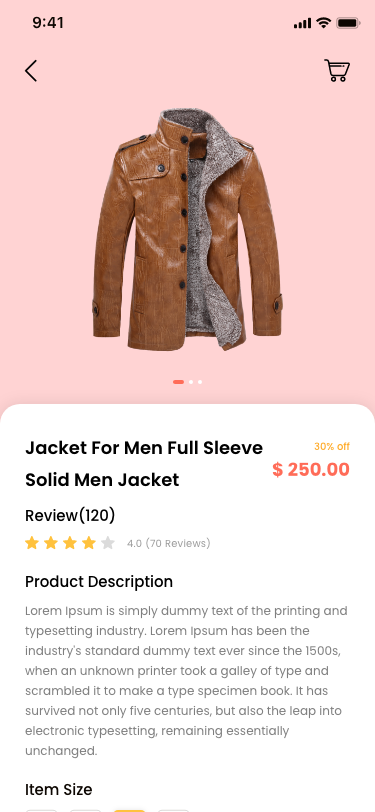 9:41
Jacket For Men Full Sleeve
Solid Men Jacket
30% off
$ 250.00
Review(120)
4.0 (70 Reviews)
Product Description
Lorem Ipsum is simply dummy text of the printing and
typesetting industry. Lorem Ipsum has been the
industry's standard dummy text ever since the 1500s,
when an unknown printer took a galley of type and
scrambled it to make a type specimen book. It has
survived not only five centuries, but also the leap into
electronic typesetting, remaining essentially
unchanged.
Item Size